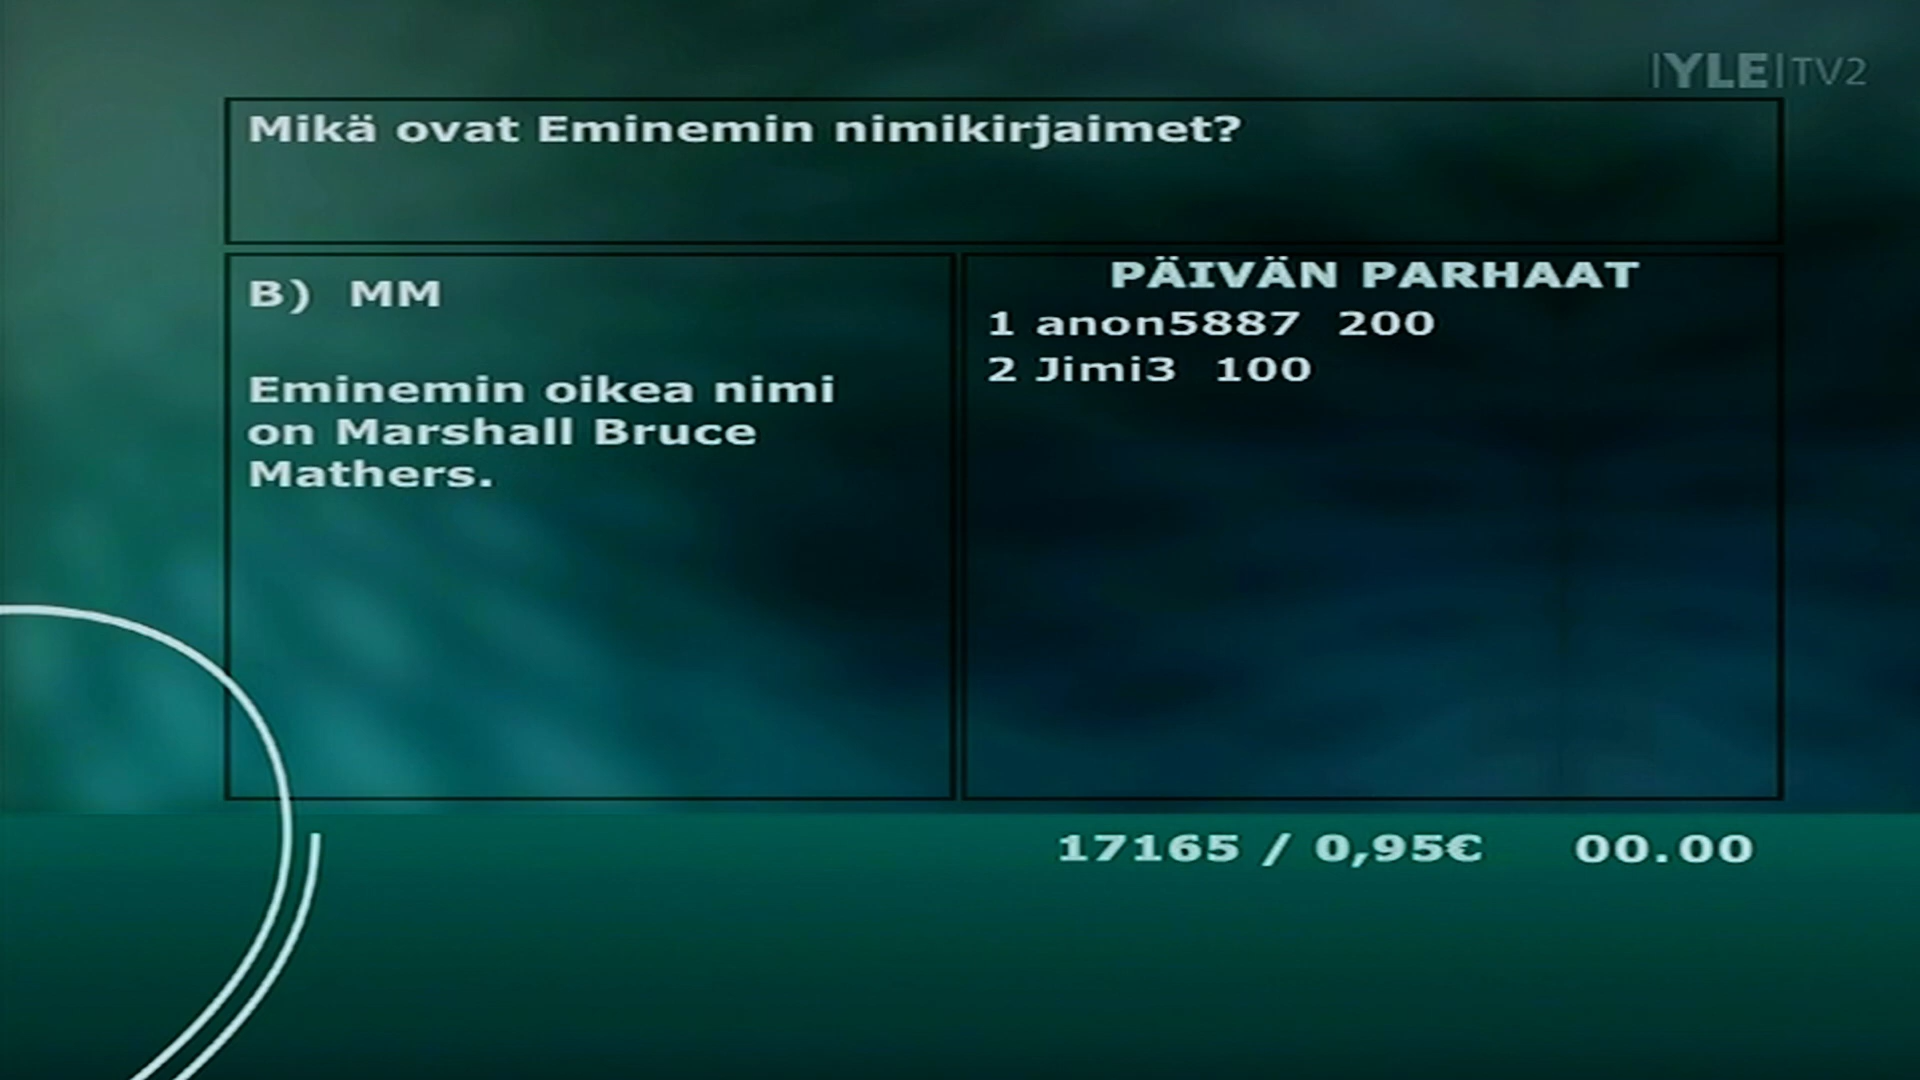 YLE TV2
Mikä ovat Eminemin nimikirjaimet?
B) MM
Eminemin oikea nimi
on Marshall Bruce
Mathers.
PÄIVÄN PARHAAT
1 anon5887 200
2 Jimi3 100
17165 / 0,95€ 00.00